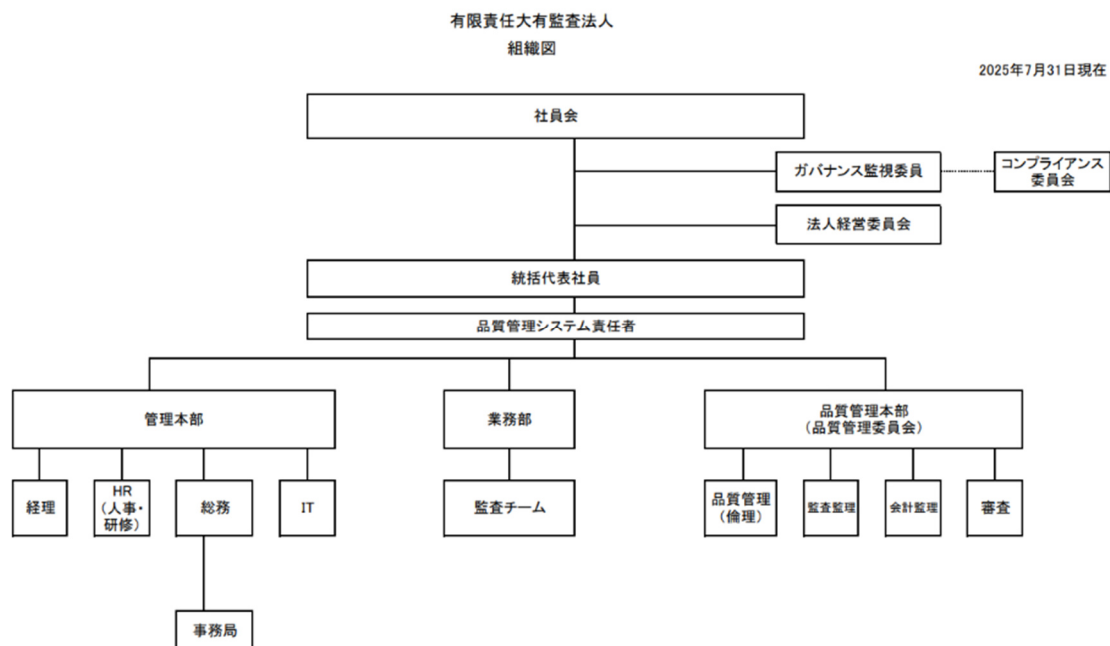 有限責任大有監査法人
組織図
2025年7月31日現在
社員会
ガバナンス監視委員
コンプライアンス
委員会
法人経営委員会
統括代表社員
品質管理システム責任者
管理本部
業務部
品質管理本部
（品質管理委員会）
経理
HR
（人事・
研修）
総務
IT
監査チーム
品質管理
（倫理）
監査監理
会計監理
審査
事務局